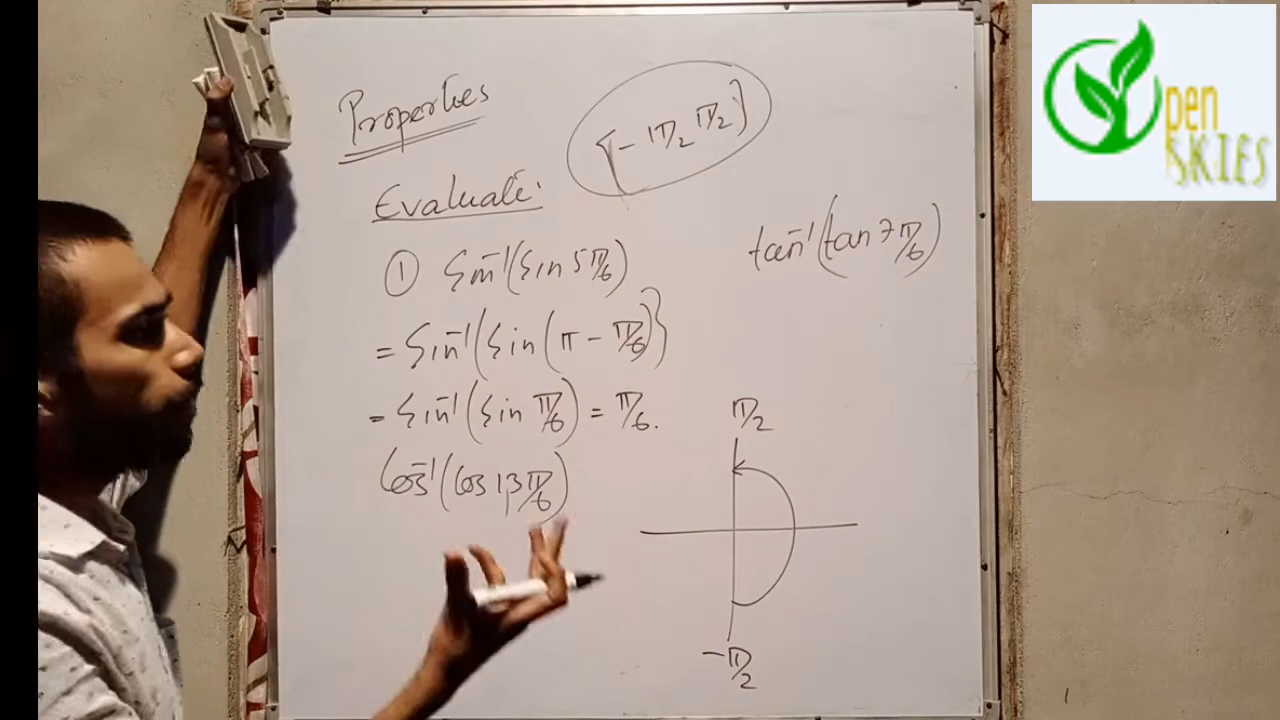 Properties
[-π/2 π/2]
Evaluate:
① Sin⁻¹(Sin 5π/6)
= Sin⁻¹{Sin(π - π/6)}
= Sin⁻¹(Sin π/6) = π/6.
Cos⁻¹(Cos 13π/6)
tan⁻¹(tan 7π/6)
π/2
-π/2
Open
SKIES